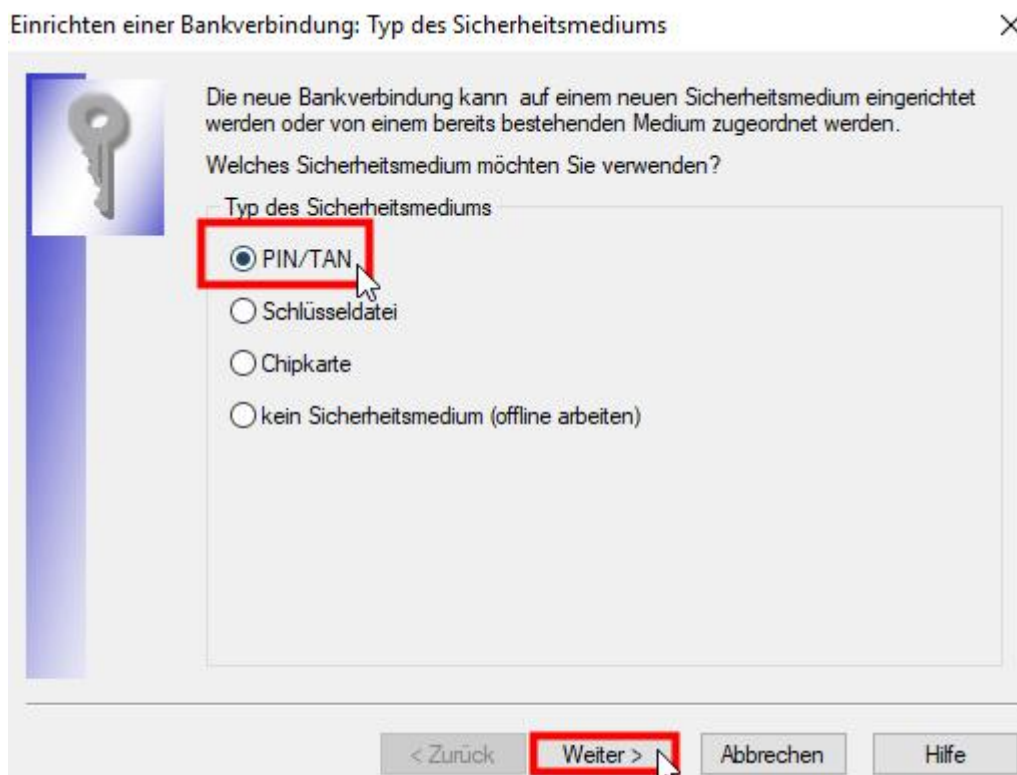 Einrichten einer Bankverbindung: Typ des Sicherheitsmediums
Die neue Bankverbindung kann auf einem neuen Sicherheitsmedium eingerichtet
werden oder von einem bereits bestehenden Medium zugeordnet werden.
Welches Sicherheitsmedium möchten Sie verwenden?
Typ des Sicherheitsmediums
PIN/TAN
Schlüsseldatei
Chipkarte
kein Sicherheitsmedium (offline arbeiten)
< Zurück Weiter > Abbrechen Hilfe